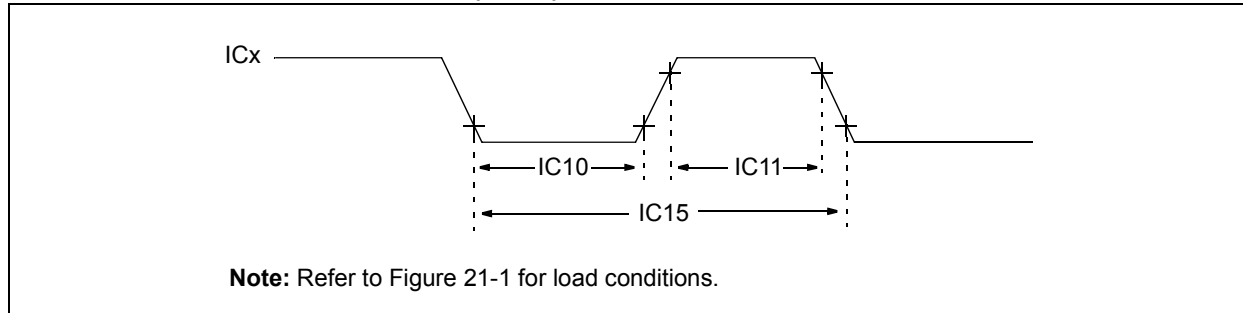 ICx
IC10
IC11
IC15
Note: Refer to Figure 21-1 for load conditions.